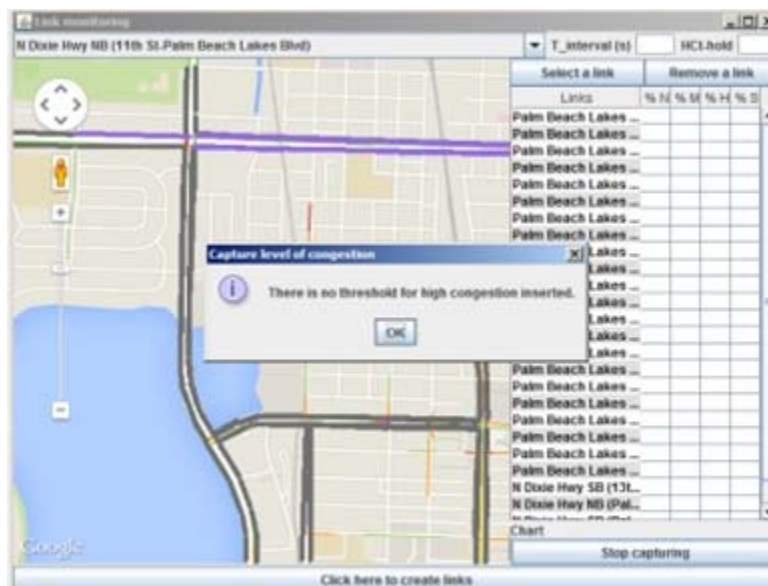 Link monitoring
N Dixie Hwy NB (11th St-Palm Beach Lakes Blvd) T_interval (s) HCt-hold
Select a link Remove a link
Links % N % M % H % S
Palm Beach Lakes ...
Palm Beach Lakes ...
Palm Beach Lakes ...
Palm Beach Lakes ...
Palm Beach Lakes ...
Palm Beach Lakes ...
Palm Beach Lakes ...
Palm Beach Lakes ...
Capture level of congestion
Lakes ...
Lakes ...
There is no threshold for high congestion inserted.
Lakes ...
Lakes ...
OK
Lakes ...
Lakes ...
Lakes ...
Palm Beach Lakes ...
Palm Beach Lakes ...
Palm Beach Lakes ...
Palm Beach Lakes ...
Palm Beach Lakes ...
Palm Beach Lakes ...
Palm Beach Lakes ...
N Dixie Hwy SB (13t...
N Dixie Hwy NB (Pal...
Google
Chart
Stop capturing
Click here to create links